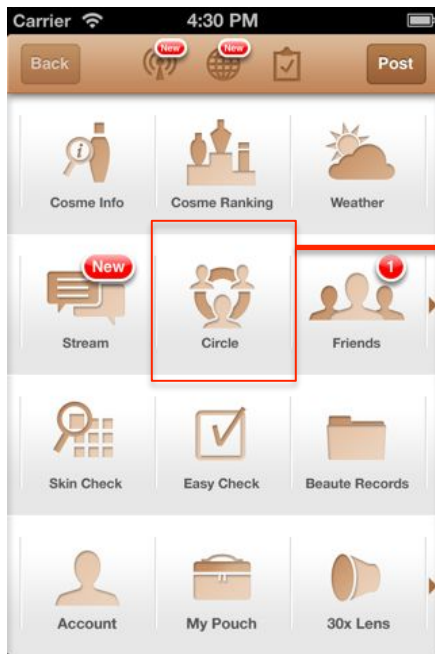 Carrier 4:30 PM
Back New New Post
Cosme Info Cosme Ranking Weather
New 1
Stream Circle Friends
Skin Check Easy Check Beaute Records
Account My Pouch 30x Lens